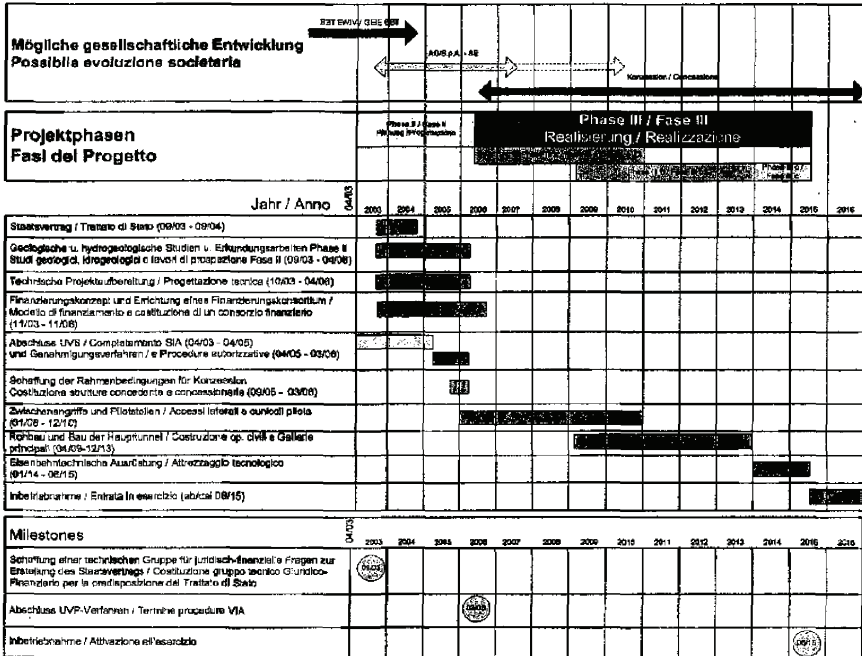 BBT EWIV / GEIE BBT
Mögliche gesellschaftliche Entwicklung
Possibile evoluzione societaria
AG/S.p.A. - SE
Konzession / Concessione
Projektphasen
Fasi del Progetto
Phase II / Fase II
Phase III / Fase III
Realisierung / Realizzazione
Jahr / Anno
04/03
2003 2004 2005 2006 2007 2008 2009 2010 2011 2012 2013 2014 2015 2016
Staatsvertrag / Trattato di Stato (09/03 - 09/04)
Geologische u. hydrogeologische Studien u. Erkundungsarbeiten Phase II
Studi geologici, idrogeologici e lavori di prospezione Fase II (09/03 - 04/06)
Technische Projektaufbereitung / Progettazione tecnica (10/03 - 04/06)
Finanzierungskonzept und Errichtung eines Finanzierungskonsortium /
Modello di finanziamento e costituzione di un consorzio finanziario
(11/03 - 11/06)
Abschluss UVS / Completamento SIA (04/03 - 04/05)
und Genehmigungsverfahren / e Procedure autorizzative (04/05 - 03/06)
Schaffung der Rahmenbedingungen für Konzession
Costituzione strutture concedente e concessionaria (09/05 - 03/06)
Zwischenangriffe und Pilotstollen / Accessi laterali e cunicoli pilota
(01/06 - 12/10)
Rohbau und Bau der Haupttunnel / Costruzione op. civili e Gallerie
principali (04/09-12/13)
Eisenbahntechnische Ausrüstung / Attrezzaggio tecnologico
(01/14 - 06/15)
Inbetriebnahme / Entrata in esercizio (ab/dal 08/15)
Milestones
04/03
2003 2004 2005 2006 2007 2008 2009 2010 2011 2012 2013 2014 2015 2016
Schaffung einer technischen Gruppe für juridisch-finanzielle Fragen zur
Erstellung des Staatsvertrags / Costituzione gruppo tecnico Giuridico-
Finanziario per la predisposizione del Trattato di Stato
Abschluss UVP-Verfahren / Termine procedure VIA
03/06
Inbetriebnahme / Attivazione all'esercizio